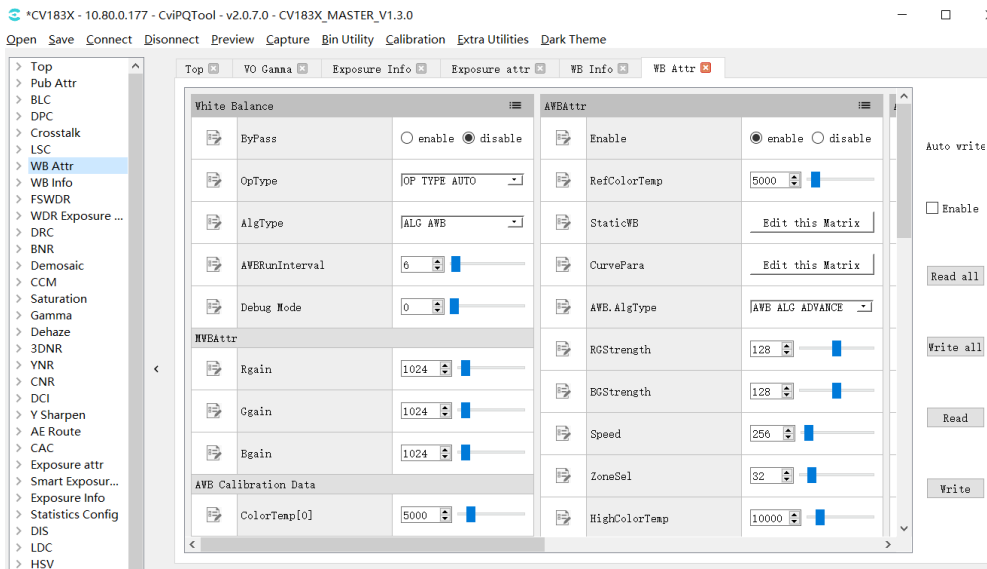 *CV183X - 10.80.0.177 - CviPQTool - v2.0.7.0 - CV183X_MASTER_V1.3.0
Open Save Connect Disonnect Preview Capture Bin Utility Calibration Extra Utilities Dark Theme
Top
Pub Attr
BLC
DPC
Crosstalk
LSC
WB Attr
WB Info
FSWDR
WDR Exposure ...
DRC
BNR
Demosaic
CCM
Saturation
Gamma
Dehaze
3DNR
YNR
CNR
DCI
Y Sharpen
AE Route
CAC
Exposure attr
Smart Exposur...
Exposure Info
Statistics Config
DIS
LDC
HSV
Top VO Gamma Exposure Info Exposure attr WB Info WB Attr
White Balance
ByPass enable disable
OpType OP TYPE AUTO
AlgType ALG AWB
AWBRunInterval 6
Debug Mode 0
MWBAttr
Rgain 1024
Ggain 1024
Bgain 1024
AWB Calibration Data
ColorTemp[0] 5000
AWBAttr
Enable enable disable
RefColorTemp 5000
StaticWB Edit this Matrix
CurvePara Edit this Matrix
AWB.AlgType AWB ALG ADVANCE
RGStrength 128
BGStrength 128
Speed 256
ZoneSel 32
HighColorTemp 10000
Auto write
Enable
Read all
Write all
Read
Write